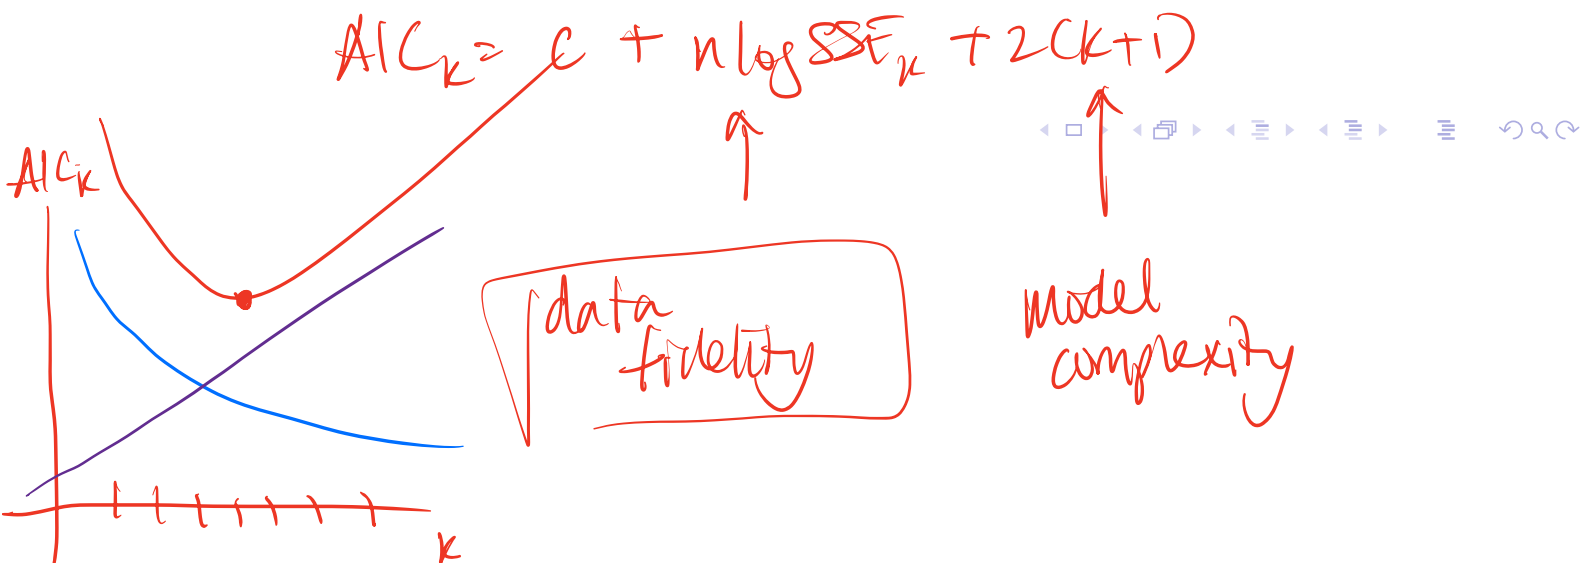 AIC_k = C + n log SSE_k + 2(k+1)
AIC_k
data
fidelity
model
complexity
k